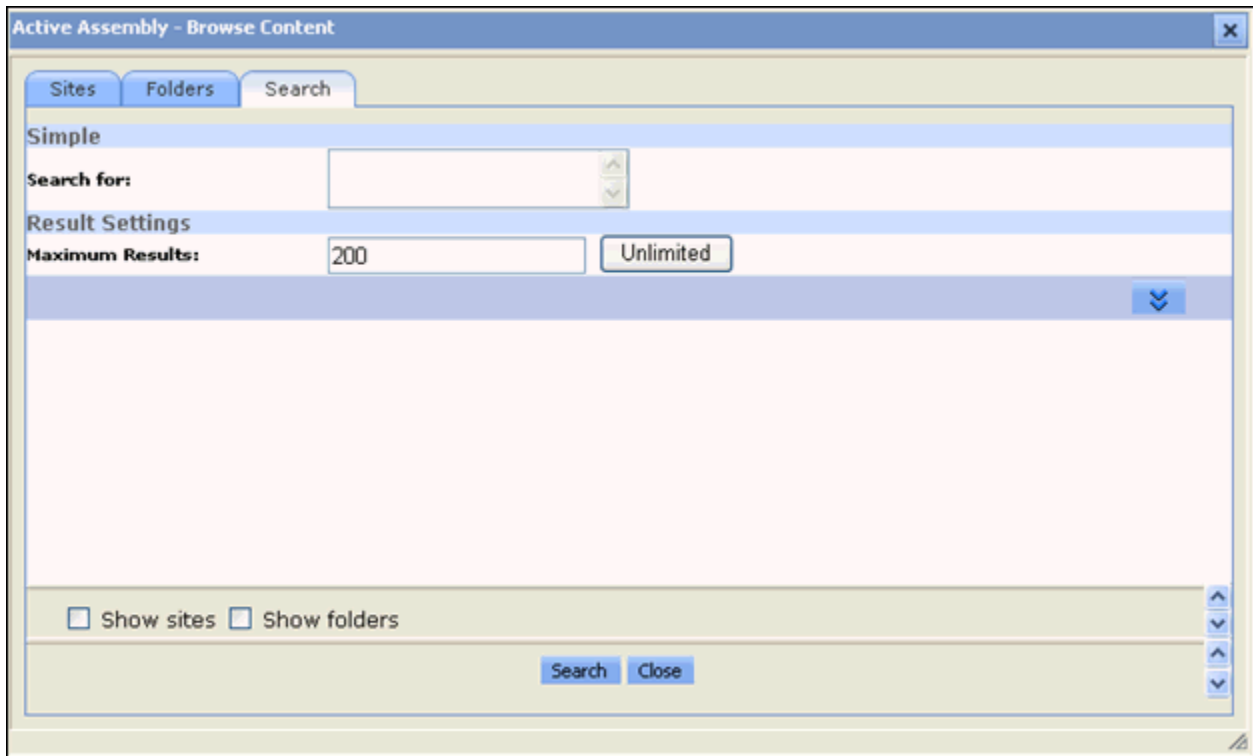 Active Assembly - Browse Content
Sites Folders Search
Simple
Search for:
Result Settings
Maximum Results: 200 Unlimited
Show sites Show folders
Search Close